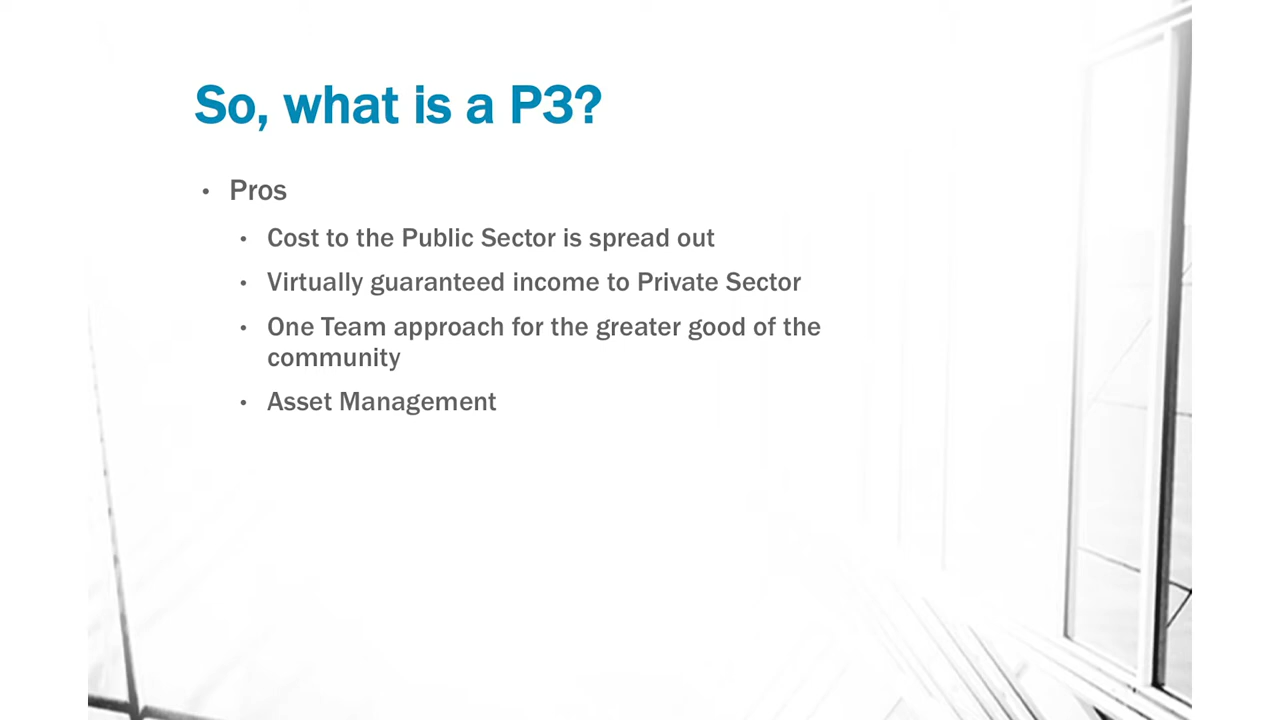 So, what is a P3?
• Pros
• Cost to the Public Sector is spread out
• Virtually guaranteed income to Private Sector
• One Team approach for the greater good of the
community
• Asset Management